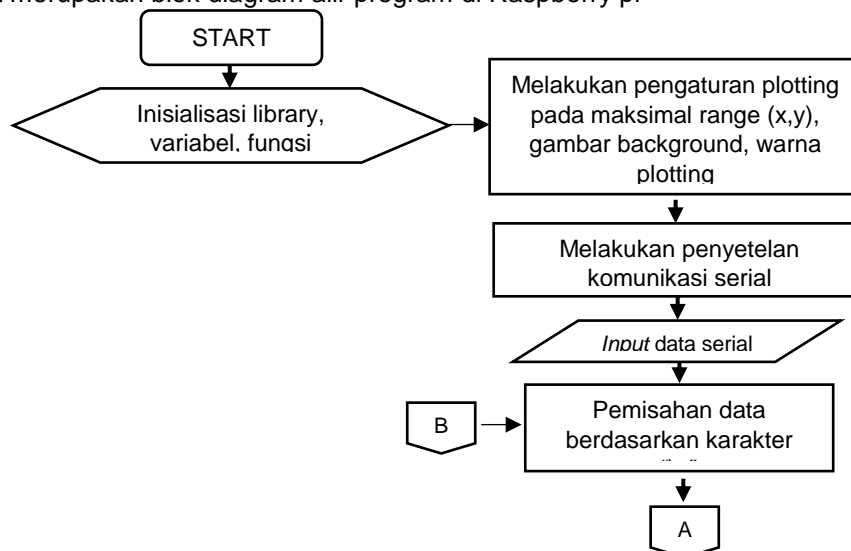 merupakan blok diagram alir program di Raspberry pi
START
Inisialisasi library,
variabel, fungsi
Melakukan pengaturan plotting
pada maksimal range (x,y),
gambar background, warna
plotting
Melakukan penyetelan
komunikasi serial
Input data serial
B
Pemisahan data
berdasarkan karakter
A